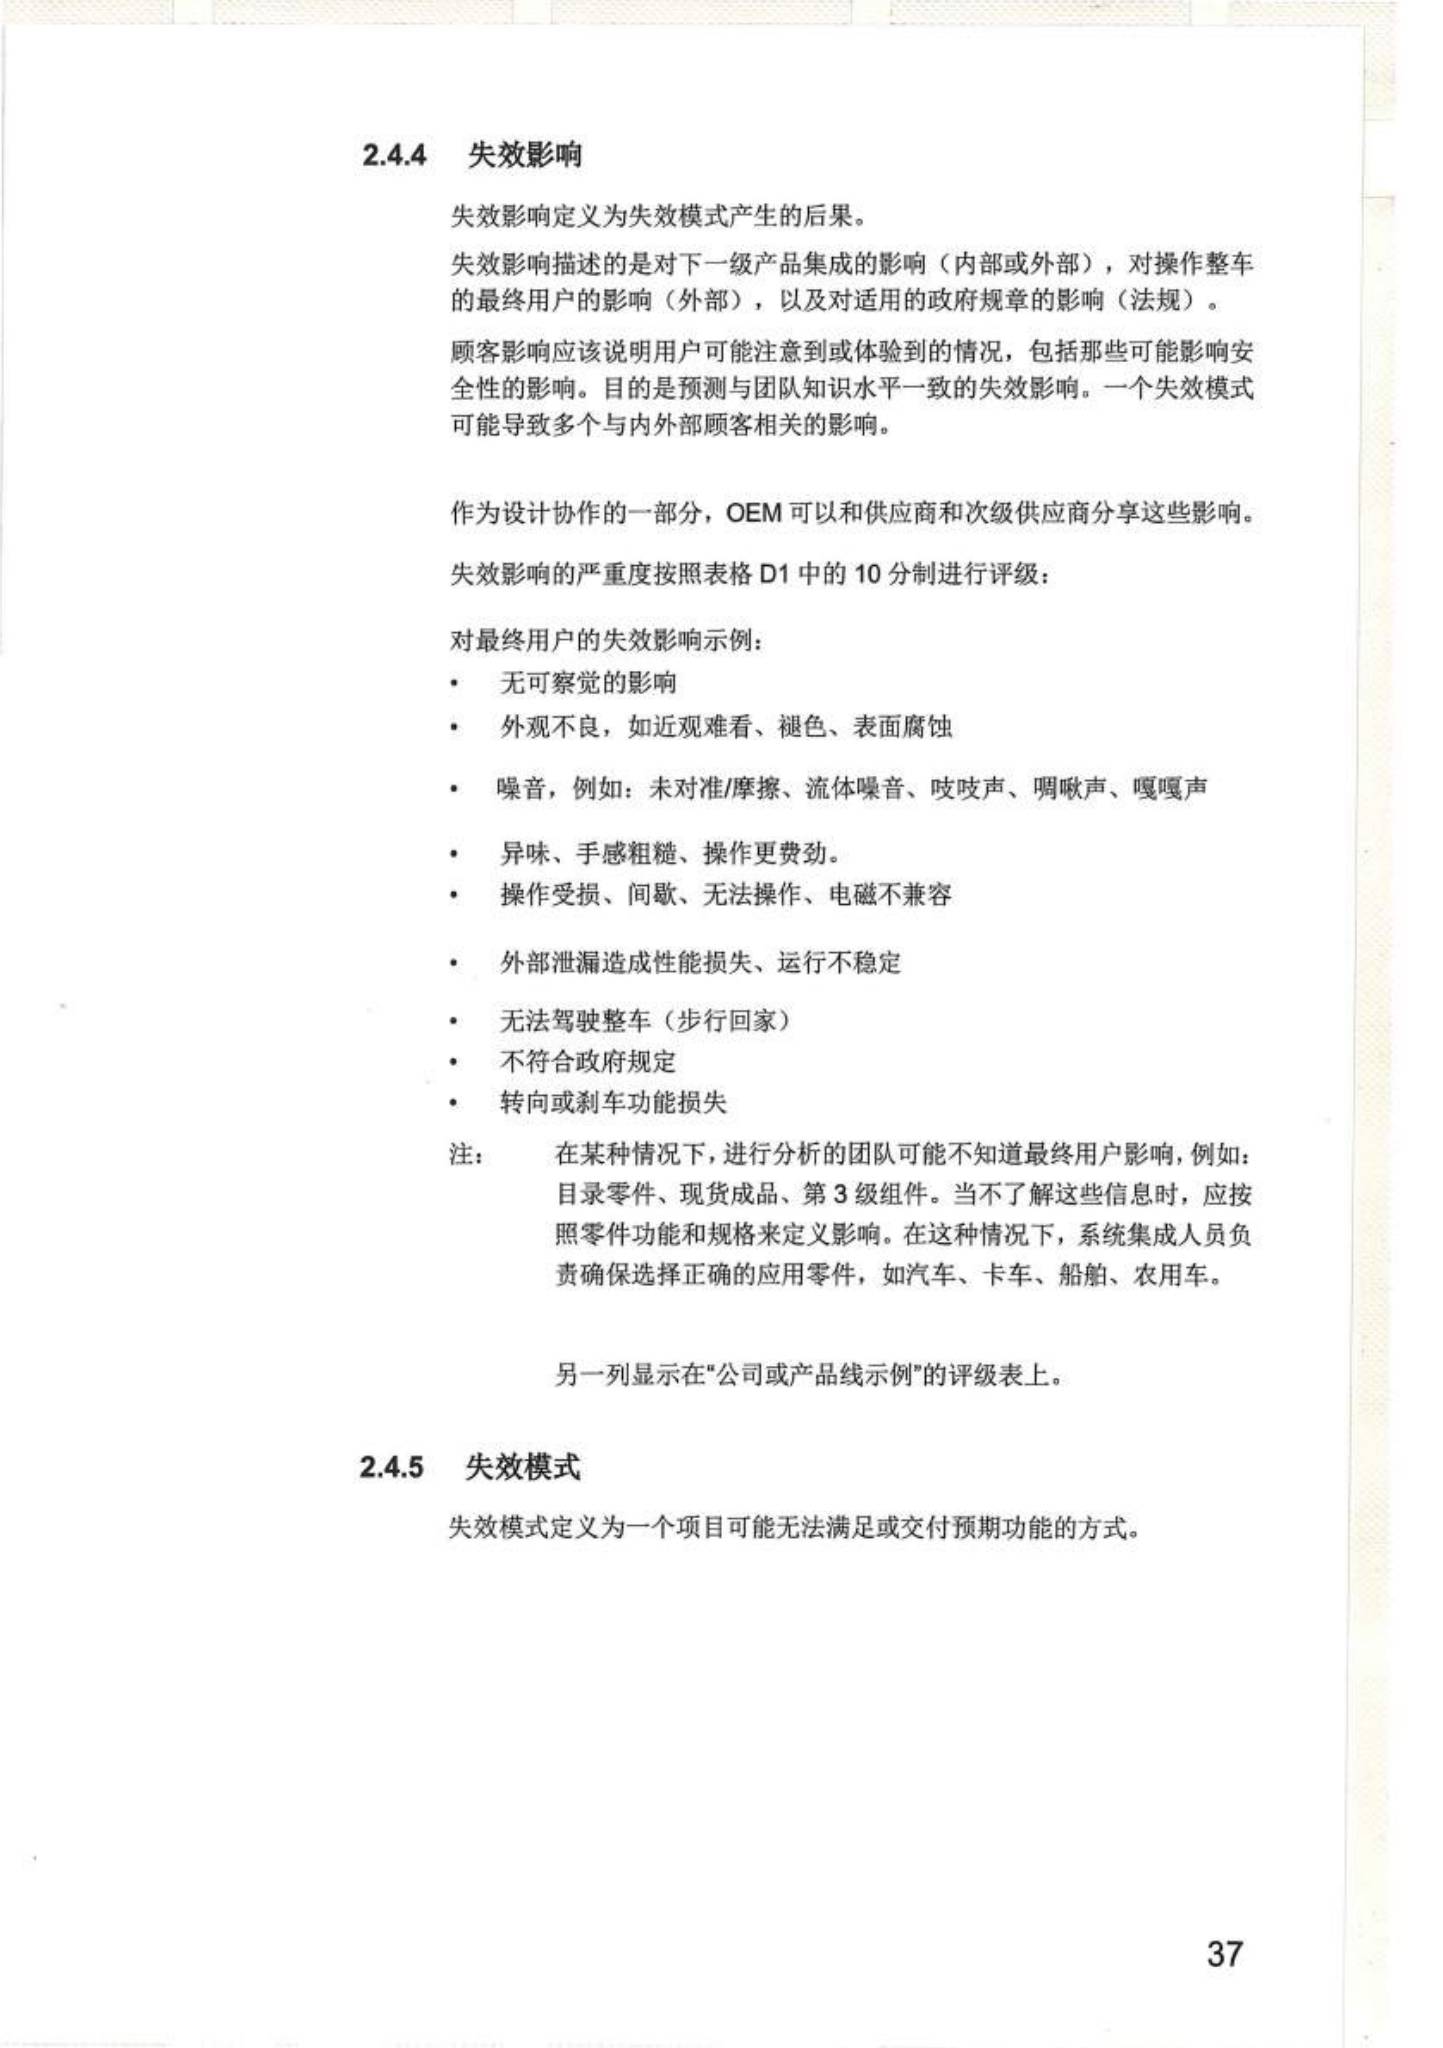 2.4.4 失效影响
失效影响定义为失效模式产生的后果。
失效影响描述的是对下一级产品集成的影响（内部或外部），对操作整车
的最终用户的影响（外部），以及对适用的政府规章的影响（法规）。
顾客影响应该说明用户可能注意到或体验到的情况，包括那些可能影响安
全性的影响。目的是预测与团队知识水平一致的失效影响。一个失效模式
可能导致多个与内外部顾客相关的影响。
作为设计协作的一部分，OEM 可以和供应商和次级供应商分享这些影响。
失效影响的严重度按照表格 D1 中的 10 分制进行评级：
对最终用户的失效影响示例：
• 无可察觉的影响
• 外观不良，如近观难看、褪色、表面腐蚀
• 噪音，例如：未对准/摩擦、流体噪音、吱吱声、啁啾声、嘎嘎声
• 异味、手感粗糙、操作更费劲。
• 操作受损、间歇、无法操作、电磁不兼容
• 外部泄漏造成性能损失、运行不稳定
• 无法驾驶整车（步行回家）
• 不符合政府规定
• 转向或刹车功能损失
注： 在某种情况下，进行分析的团队可能不知道最终用户影响，例如：
目录零件、现货成品、第 3 级组件。当不了解这些信息时，应按
照零件功能和规格来定义影响。在这种情况下，系统集成人员负
责确保选择正确的应用零件，如汽车、卡车、船舶、农用车。
另一列显示在“公司或产品线示例”的评级表上。
2.4.5 失效模式
失效模式定义为一个项目可能无法满足或交付预期功能的方式。
37